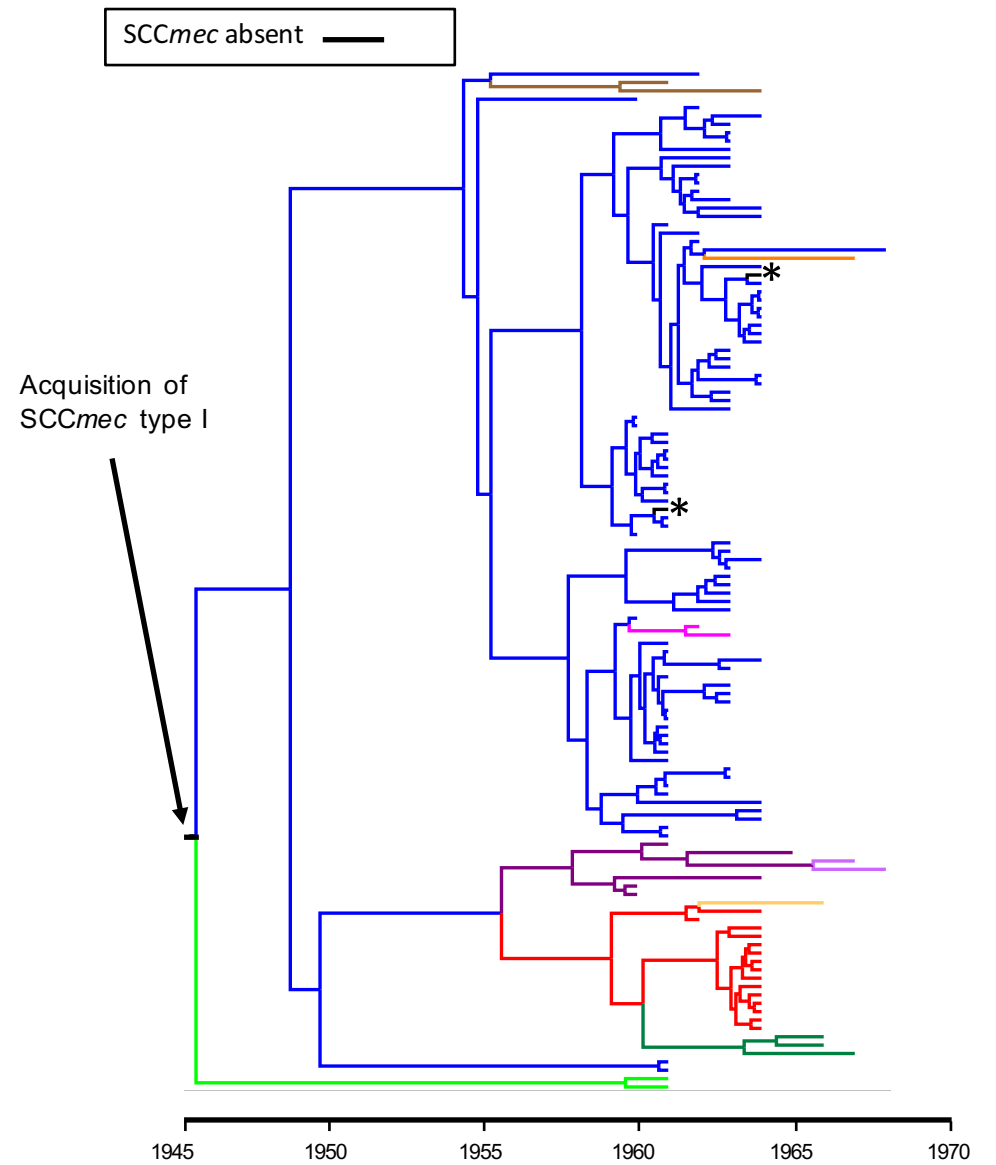 SCCmec absent
*
Acquisition of
SCCmec type I
*
1945 1950 1955 1960 1965 1970